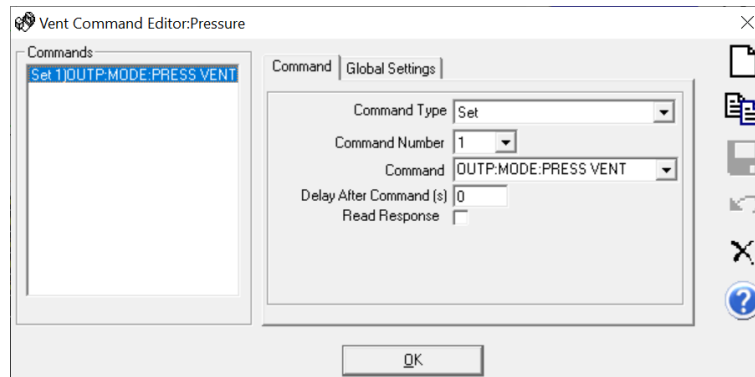 Vent Command Editor:Pressure
Commands
Set 1)OUTP:MODE:PRESS VENT
Command
Global Settings
Command Type Set
Command Number 1
Command OUTP:MODE:PRESS VENT
Delay After Command (s) 0
Read Response
OK
?